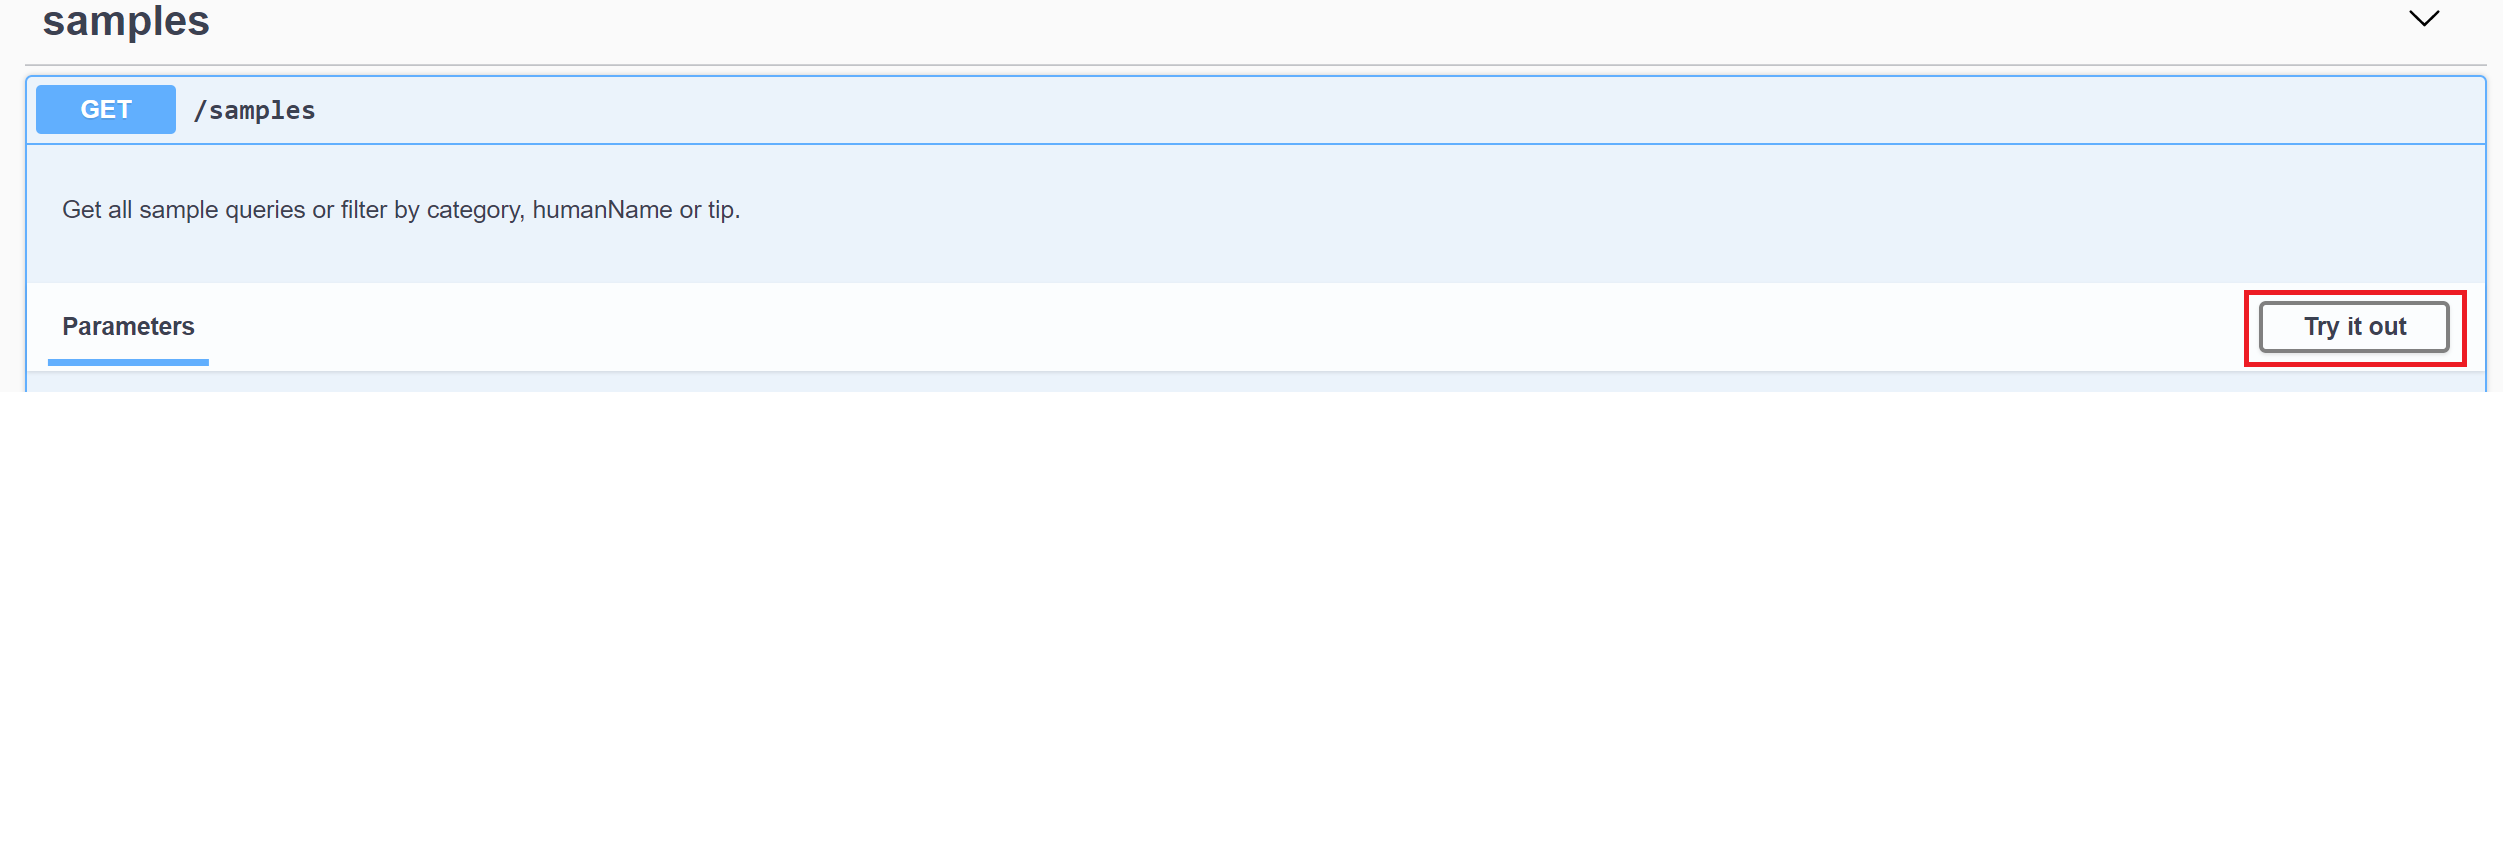 samples
GET /samples
Get all sample queries or filter by category, humanName or tip.
Parameters
Try it out